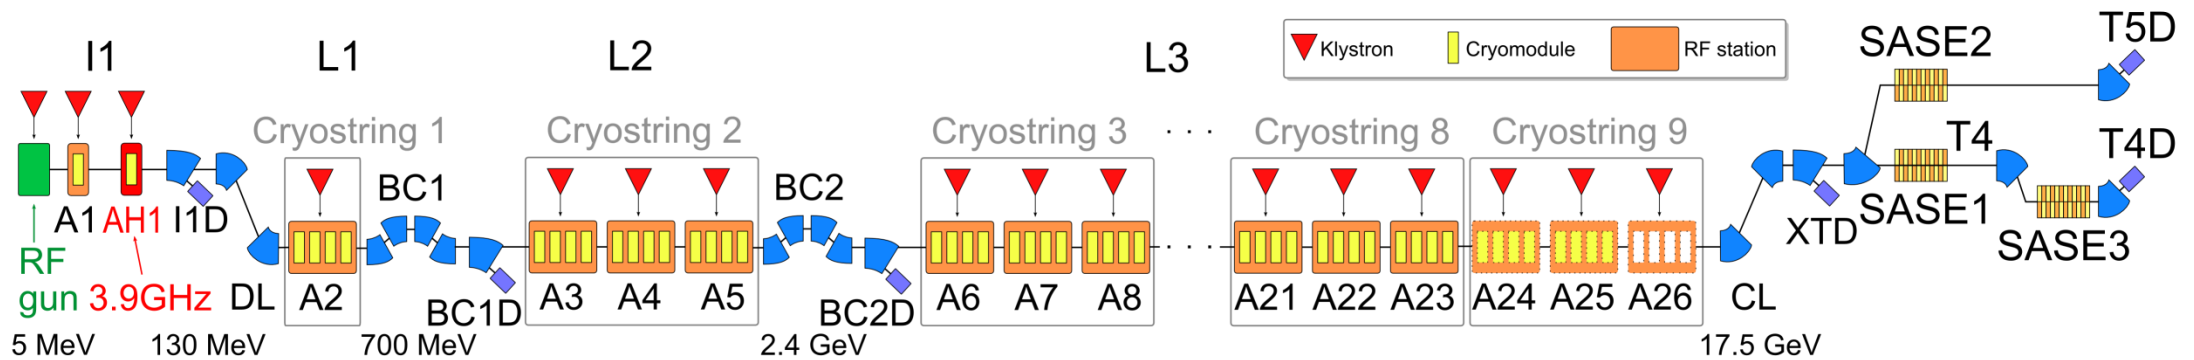 I1
L1
L2
L3
Klystron
Cryomodule
RF station
SASE2
T5D
Cryostring 1
Cryostring 2
Cryostring 3
· · ·
Cryostring 8
Cryostring 9
T4
T4D
A1
AH1
I1D
BC1
BC2
XTD
SASE1
SASE3
RF
gun
3.9GHz
DL
A2
BC1D
A3
A4
A5
BC2D
A6
A7
A8
· · ·
A21
A22
A23
A24
A25
A26
CL
5 MeV
130 MeV
700 MeV
2.4 GeV
17.5 GeV